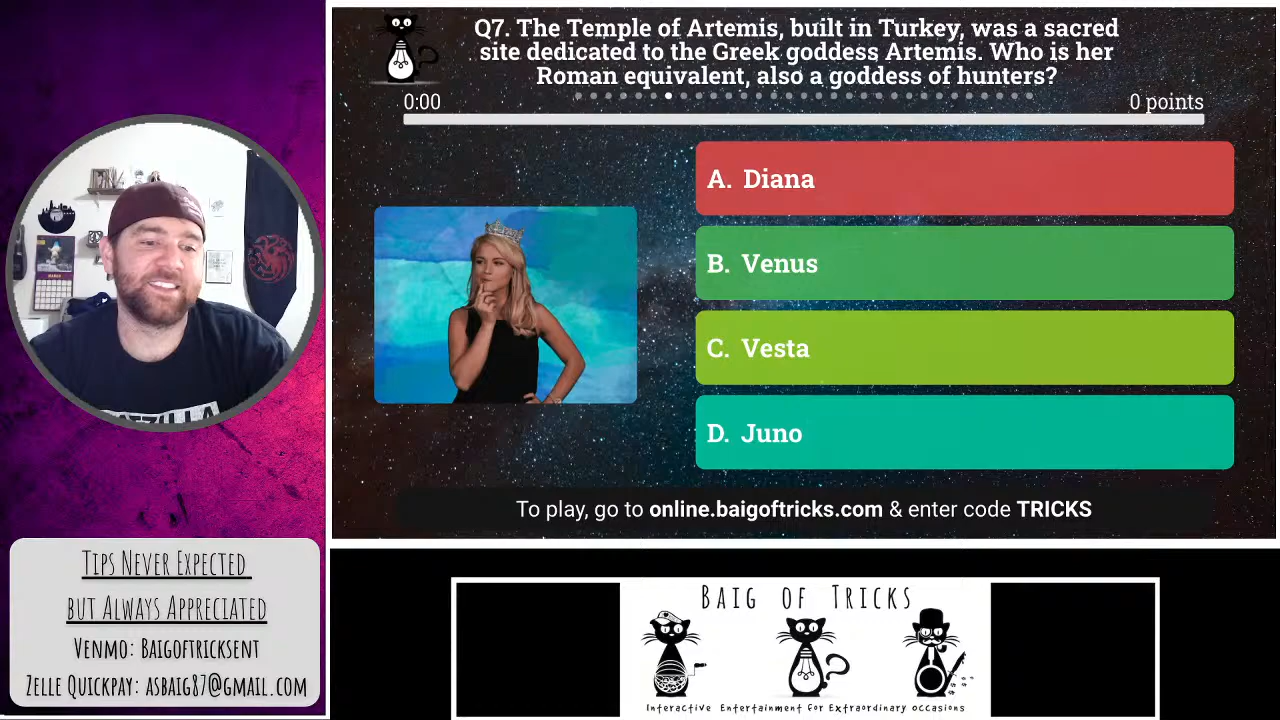 Q7. The Temple of Artemis, built in Turkey, was a sacred
site dedicated to the Greek goddess Artemis. Who is her
Roman equivalent, also a goddess of hunters?
0:00
0 points
A. Diana
B. Venus
C. Vesta
D. Juno
To play, go to online.baigoftricks.com & enter code TRICKS
Tips Never Expected
but Always Appreciated
Venmo: Baigoftricksent
Zelle Quickpay: asbaig87@gmail.com
Baig of Tricks
Interactive Entertainment for Extraordinary Occasions